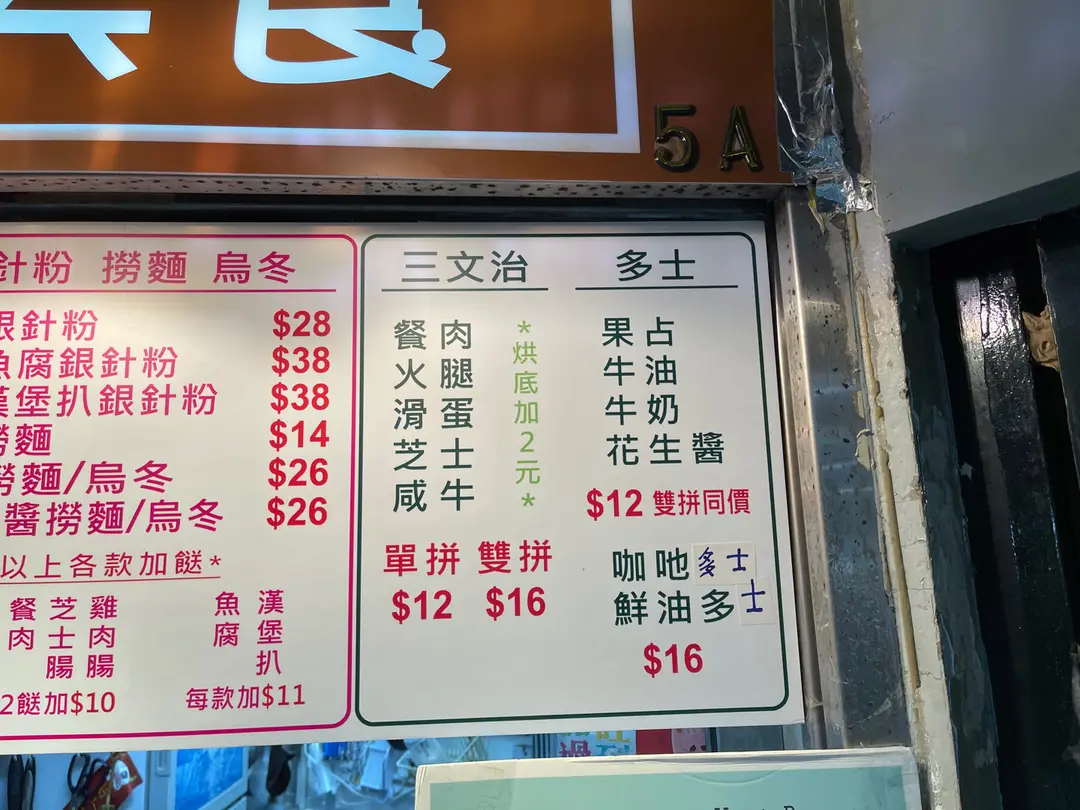 5A
針粉 撈麵 烏冬
銀針粉 $28
魚腐銀針粉 $38
漢堡扒銀針粉 $38
撈麵 $14
撈麵/烏冬 $26
醬撈麵/烏冬 $26
以上各款加餸*
餐肉
芝士腸
雞肉腸
2餸加$10
魚腐
漢堡扒
每款加$11
三文治
餐肉
火腿
滑蛋
芝士
咸牛
*烘底加2元*
單拼 雙拼
$12 $16
多士
果占
牛油
牛奶
花生醬
$12 雙拼同價
咖吔多士
鮮油多士
$16